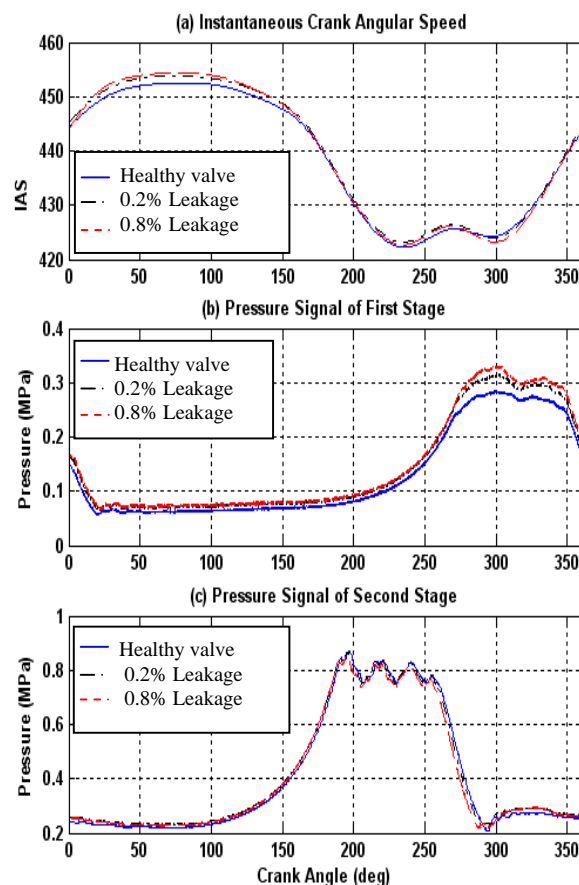 (a) Instantaneous Crank Angular Speed
460
450
440
430
420
IAS
Healthy valve
0.2% Leakage
0.8% Leakage
0 50 100 150 200 250 300 350
(b) Pressure Signal of First Stage
0.4
0.3
0.2
0.1
0
Pressure (MPa)
Healthy valve
0.2% Leakage
0.8% Leakage
0 50 100 150 200 250 300 350
(c) Pressure Signal of Second Stage
1
0.8
0.6
0.4
0.2
Pressure (MPa)
Healthy valve
0.2% Leakage
0.8% Leakage
0 50 100 150 200 250 300 350
Crank Angle (deg)